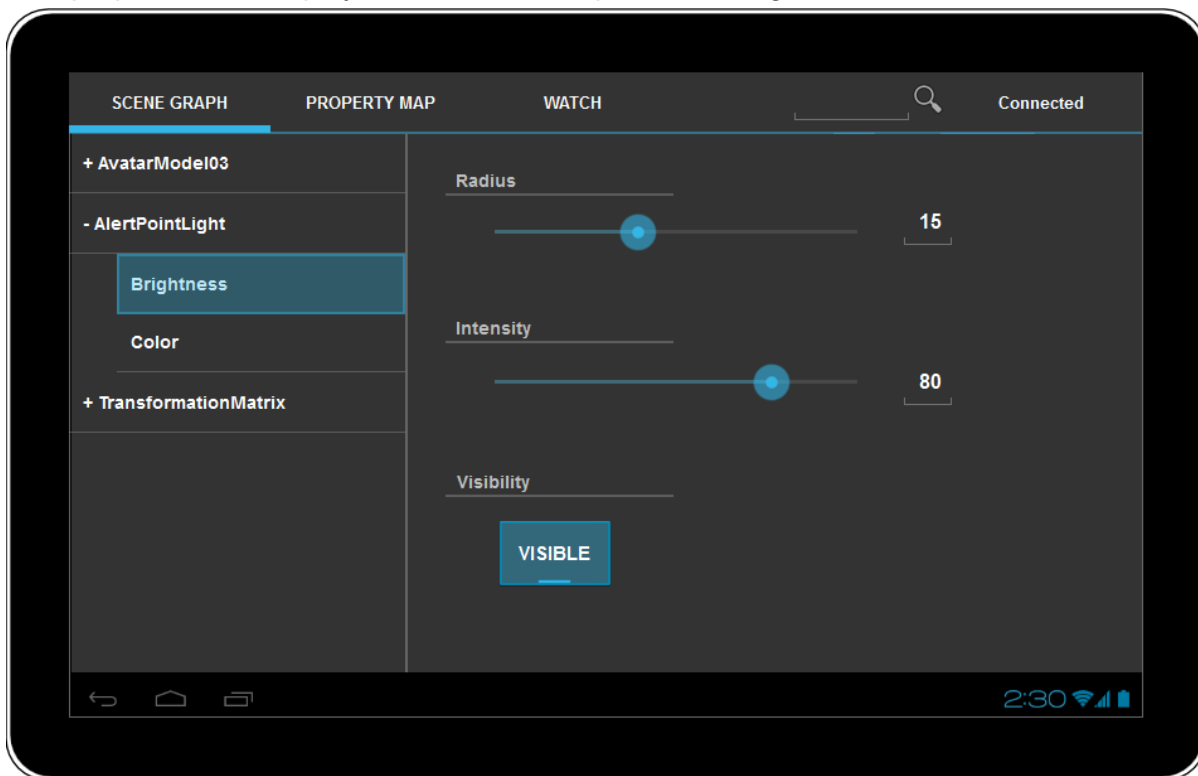 SCENE GRAPH PROPERTY MAP WATCH Connected
+ AvatarModel03
- AlertPointLight
Brightness
Color
+ TransformationMatrix
Radius
15
Intensity
80
Visibility
VISIBLE
2:30